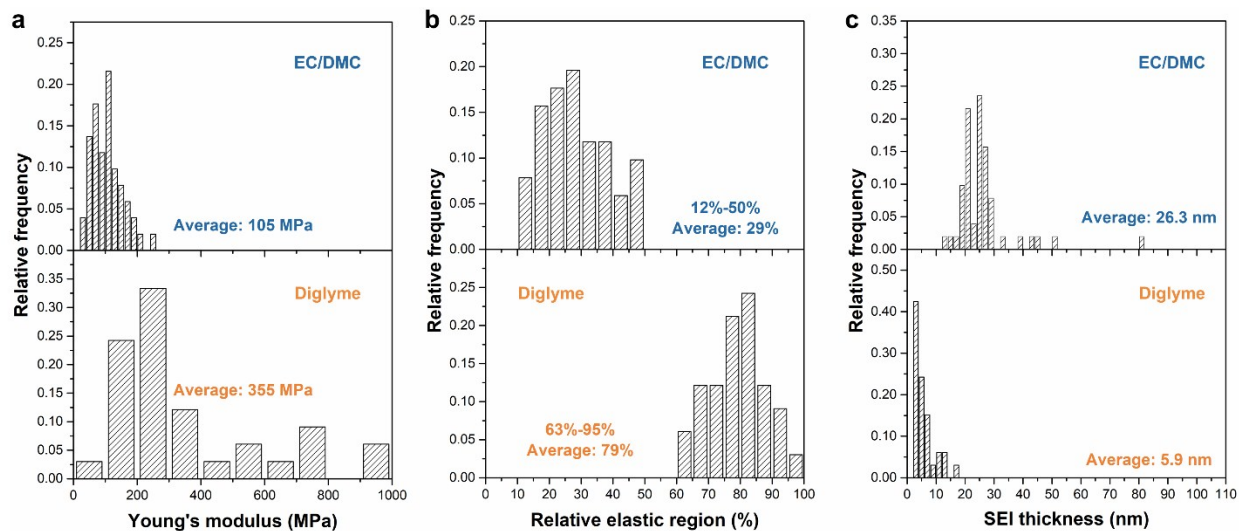 a
0.25
0.20
0.15
0.10
0.05
0.00
EC/DMC
Average: 105 MPa
0.35
0.30
0.25
0.20
0.15
0.10
0.05
0.00
Diglyme
Average: 355 MPa
Relative frequency
0 200 400 600 800 1000
Young's modulus (MPa)
b
0.25
0.20
0.15
0.10
0.05
0.00
EC/DMC
12%-50%
Average: 29%
0.25
0.20
0.15
0.10
0.05
0.00
Diglyme
63%-95%
Average: 79%
Relative frequency
0 10 20 30 40 50 60 70 80 90 100
Relative elastic region (%)
c
0.35
0.30
0.25
0.20
0.15
0.10
0.05
0.00
EC/DMC
Average: 26.3 nm
0.50
0.40
0.30
0.20
0.10
0.00
Diglyme
Average: 5.9 nm
Relative frequency
0 10 20 30 40 50 60 70 80 90 100
SEI thickness (nm)